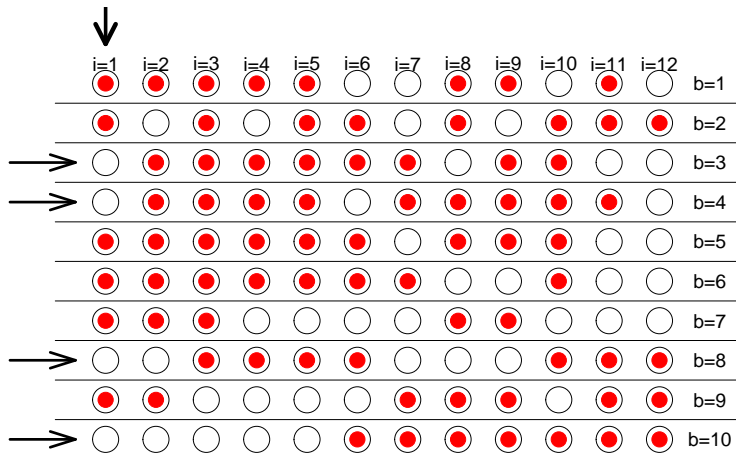 i=1 i=2 i=3 i=4 i=5 i=6 i=7 i=8 i=9 i=10 i=11 i=12
b=1
b=2
b=3
b=4
b=5
b=6
b=7
b=8
b=9
b=10